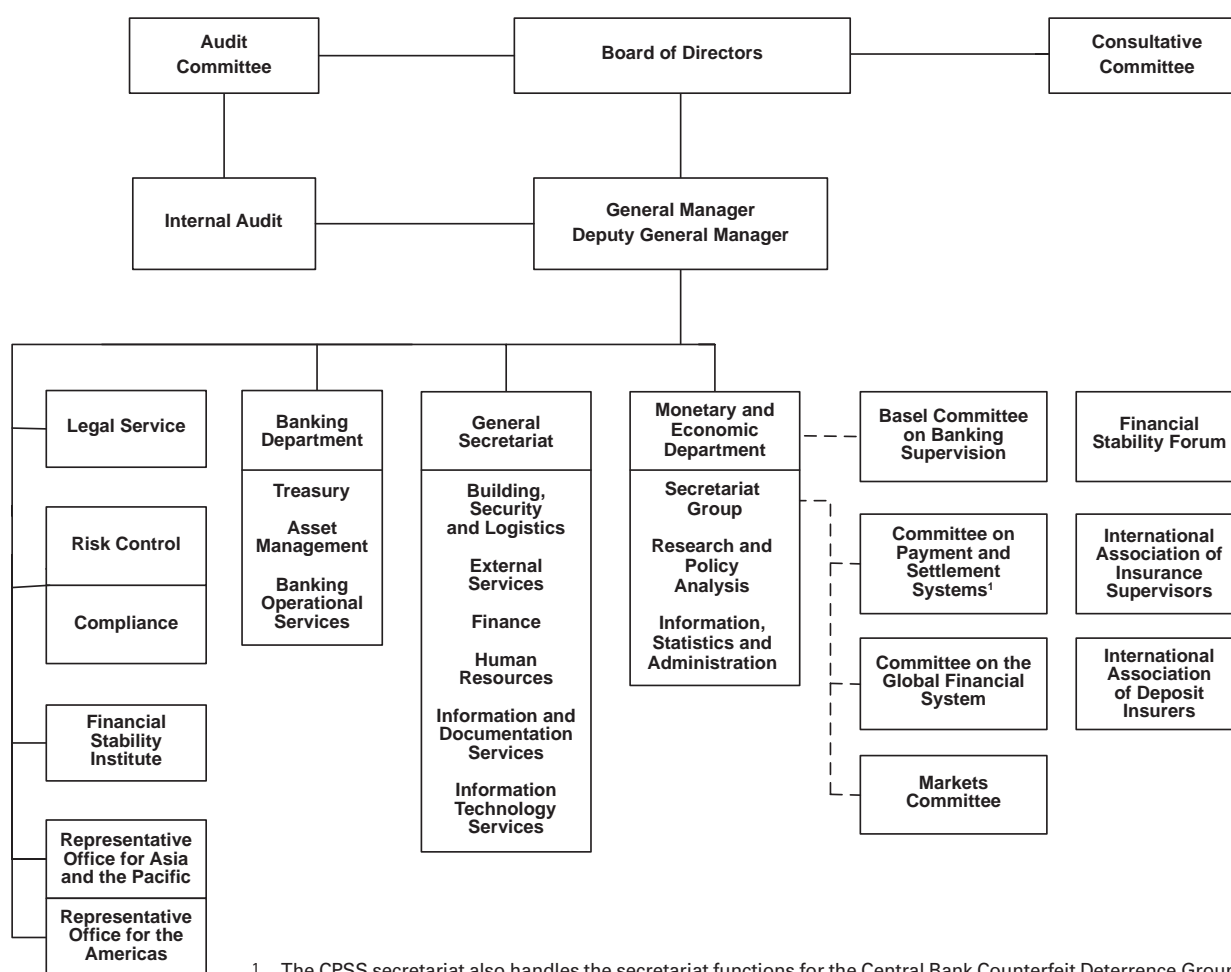 Audit
Committee
Board of Directors
Consultative
Committee
Internal Audit
General Manager
Deputy General Manager
Legal Service
Risk Control
Compliance
Financial
Stability
Institute
Representative
Office for Asia
and the Pacific
Representative
Office for the
Americas
Banking
Department
Treasury
Asset
Management
Banking
Operational
Services
General
Secretariat
Building,
Security
and Logistics
External
Services
Finance
Human
Resources
Information and
Documentation
Services
Information
Technology
Services
Monetary and
Economic
Department
Secretariat
Group
Research and
Policy
Analysis
Information,
Statistics and
Administration
Basel Committee
on Banking
Supervision
Committee on
Payment and
Settlement
Systems¹
Committee on the
Global Financial
System
Markets
Committee
Financial
Stability Forum
International
Association of
Insurance
Supervisors
International
Association
of Deposit
Insurers
¹ The CPSS secretariat also handles the secretariat functions for the Central Bank Counterfeit Deterrence Group